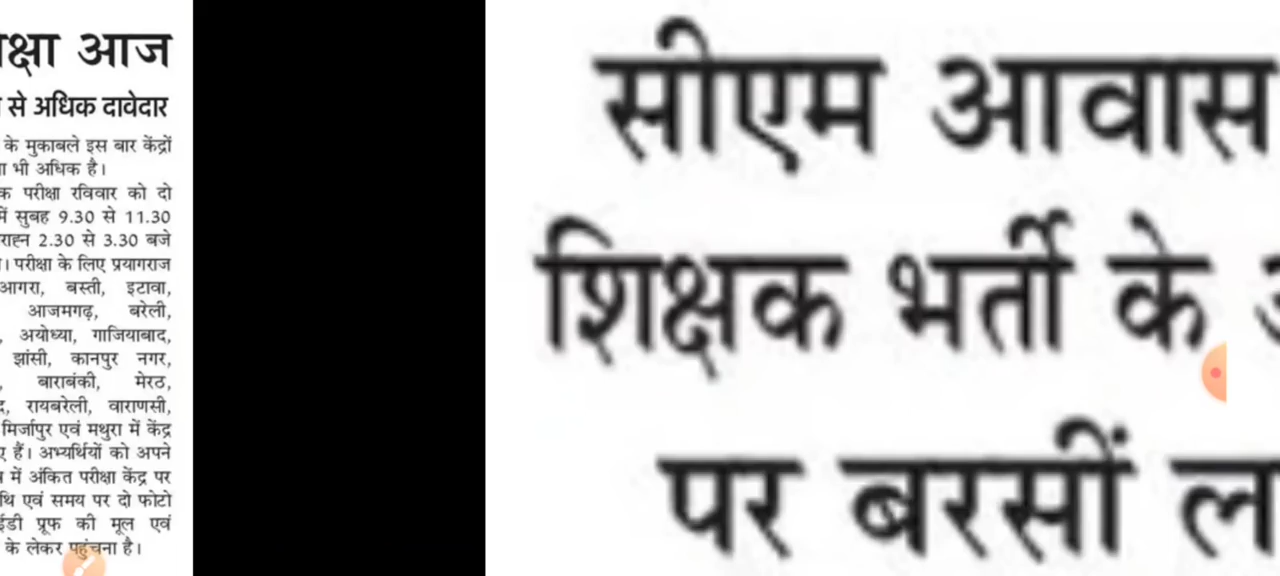 क्षा आज
से अधिक दावेदार
के मुकाबले इस बार केंद्रों
भी अधिक है।
परीक्षा रविवार को दो
में सुबह 9.30 से 11.30
2.30 से 3.30 बजे
। परीक्षा के लिए प्रयागराज
आगरा, बस्ती, इटावा,
आजमगढ़, बरेली,
, अयोध्या, गाजियाबाद,
झांसी, कानपुर नगर,
, बाराबंकी, मेरठ,
, रायबरेली, वाराणसी,
मिर्जापुर एवं मथुरा में केंद्र
हैं। अभ्यर्थियों को अपने
में अंकित परीक्षा केंद्र पर
एवं समय पर दो फोटो
प्रूफ की मूल एवं
के लेकर पहुंचना है।
सीएम आवास
शिक्षक भर्ती के
पर बरसीं